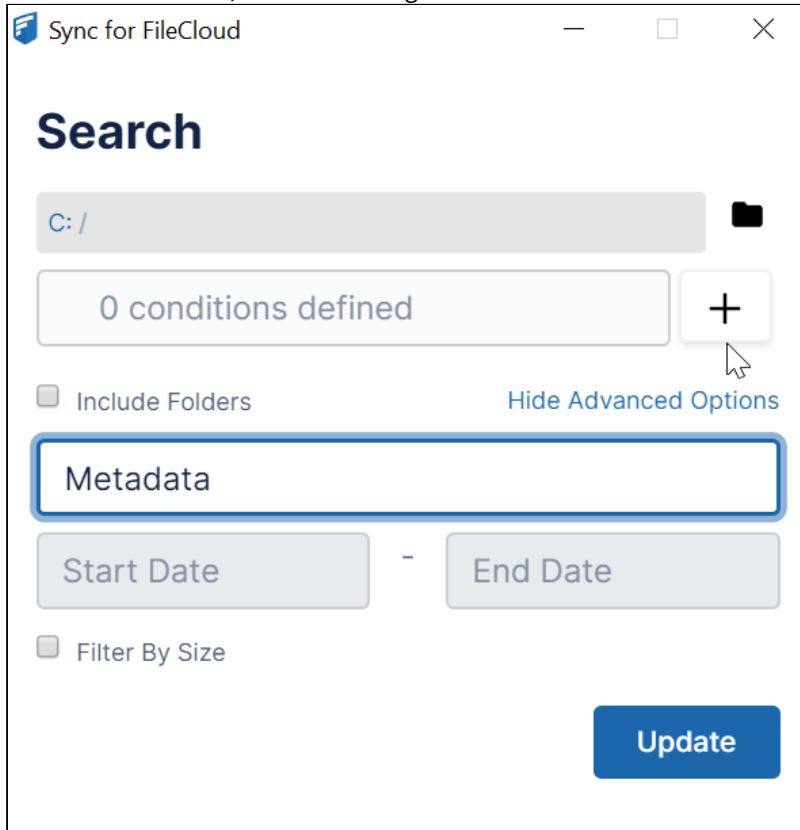 Sync for FileCloud
Search
C: /
0 conditions defined
Include Folders Hide Advanced Options
Metadata
Start Date - End Date
Filter By Size
Update